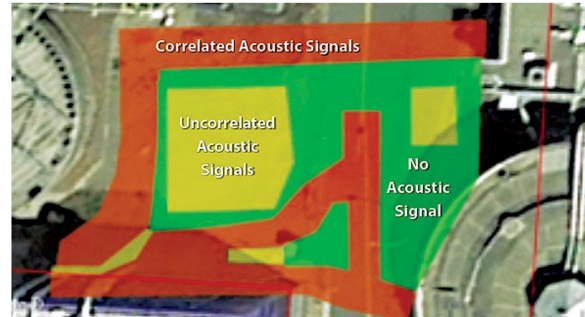 Correlated Acoustic Signals
Uncorrelated
Acoustic
Signals
No
Acoustic
Signal